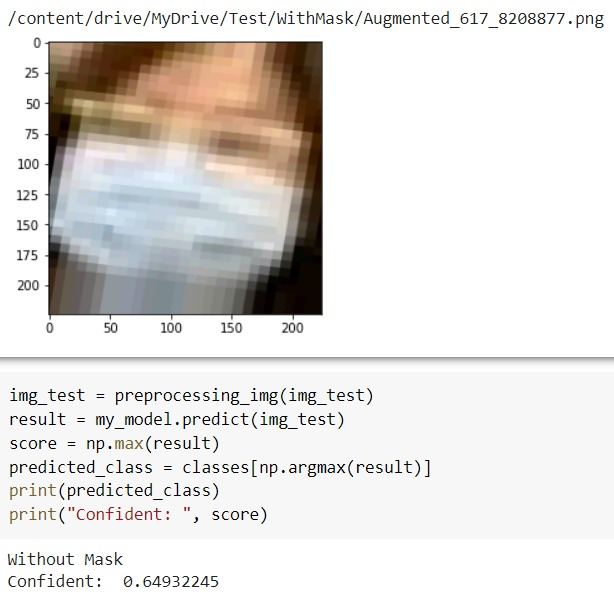 /content/drive/MyDrive/Test/WithMask/Augmented_617_8208877.png
0
25
50
75
100
125
150
175
200
0 50 100 150 200
img_test = preprocessing_img(img_test)
result = my_model.predict(img_test)
score = np.max(result)
predicted_class = classes[np.argmax(result)]
print(predicted_class)
print("Confident: ", score)
Without Mask
Confident:  0.64932245